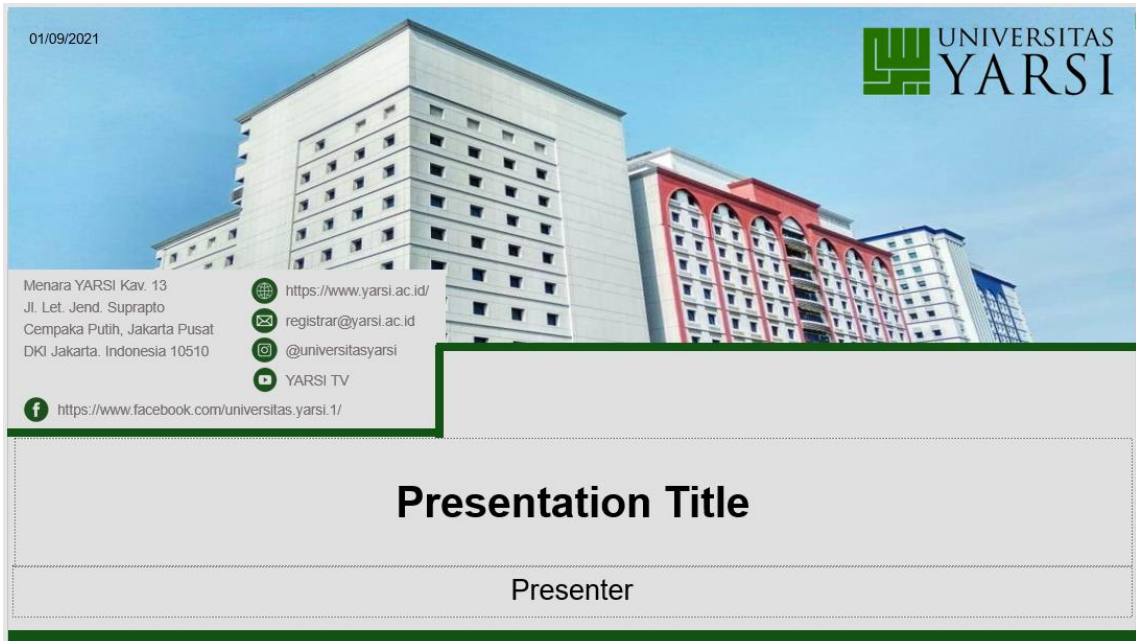 01/09/2021
UNIVERSITAS
YARSI
Menara YARSI Kav. 13
Jl. Let. Jend. Suprapto
Cempaka Putih, Jakarta Pusat
DKI Jakarta. Indonesia 10510
https://www.yarsi.ac.id/
registrar@yarsi.ac.id
@universitasyarsi
YARSI TV
https://www.facebook.com/universitas.yarsi.1/
Presentation Title
Presenter